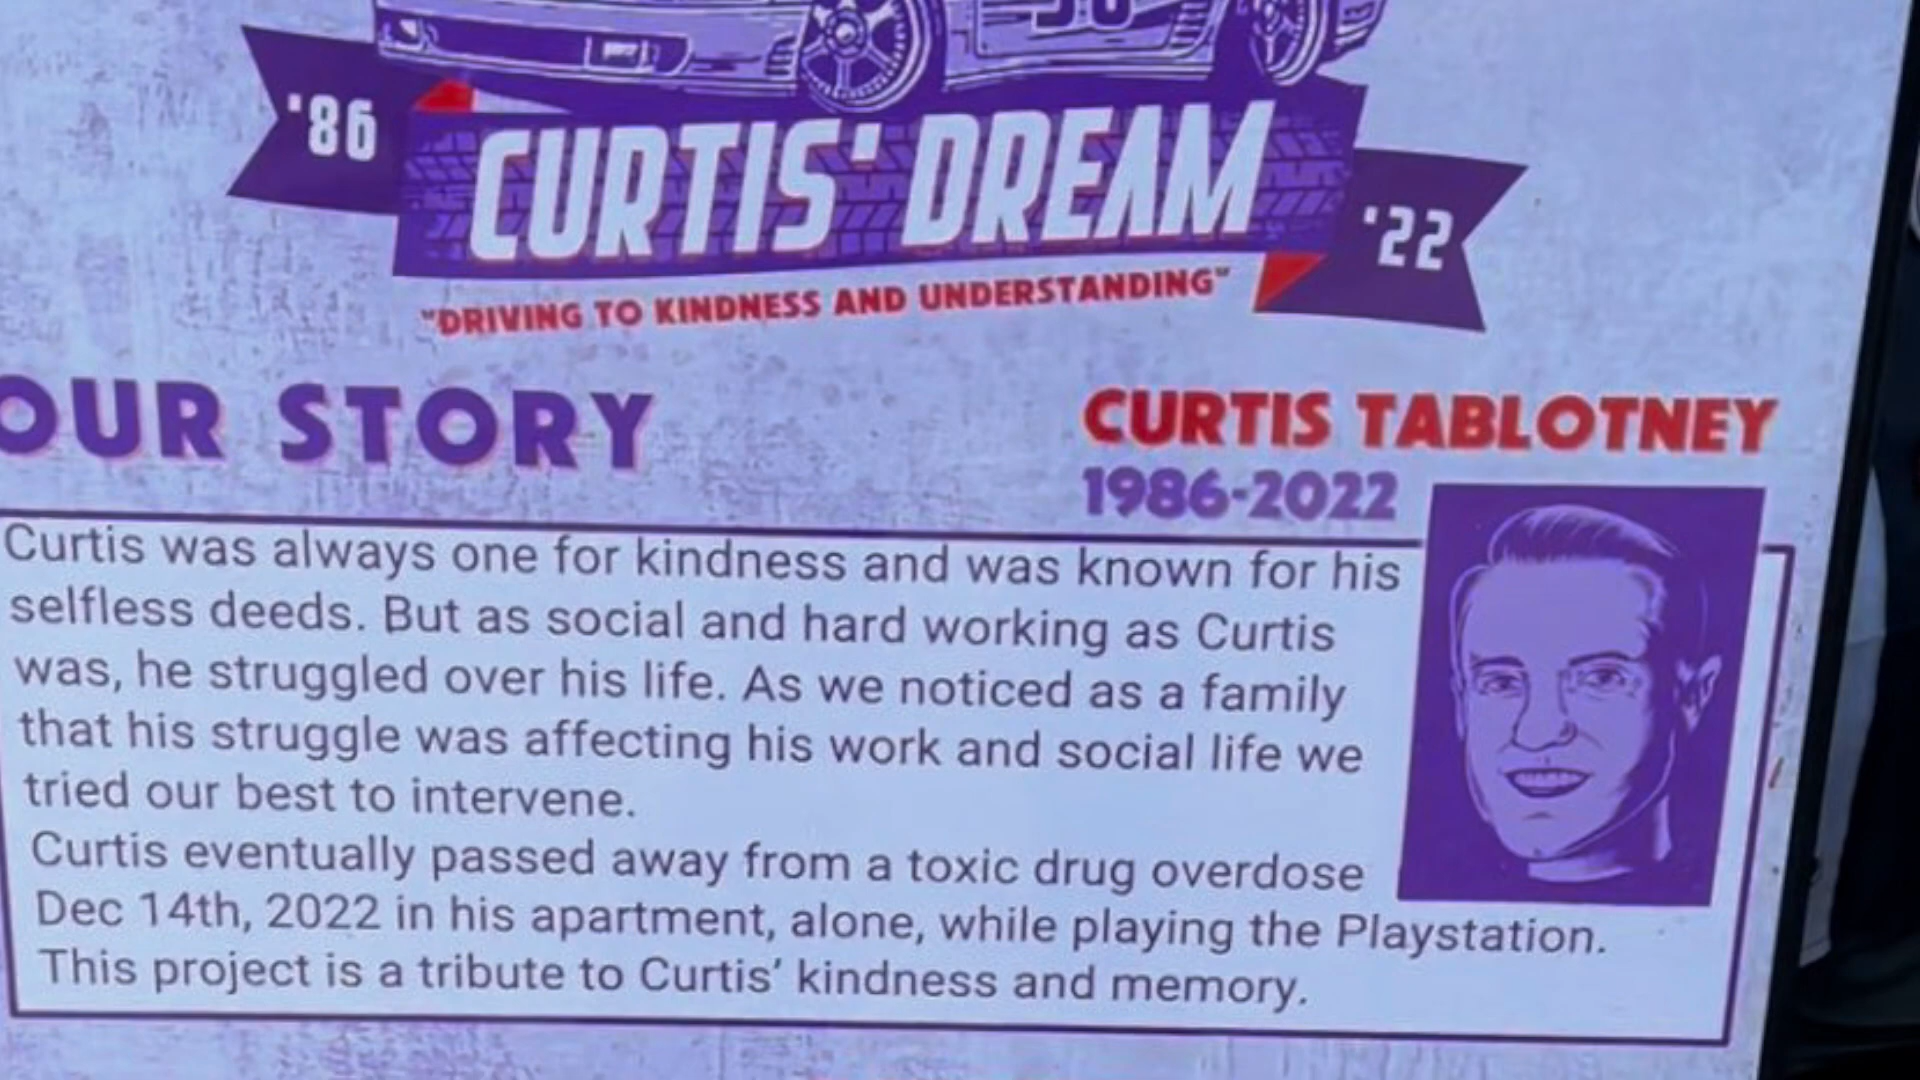 '86
CURTIS' DREAM
'22
"DRIVING TO KINDNESS AND UNDERSTANDING"
OUR STORY
CURTIS TABLOTNEY
1986-2022
Curtis was always one for kindness and was known for his
selfless deeds. But as social and hard working as Curtis
was, he struggled over his life. As we noticed as a family
that his struggle was affecting his work and social life we
tried our best to intervene.
Curtis eventually passed away from a toxic drug overdose
Dec 14th, 2022 in his apartment, alone, while playing the Playstation.
This project is a tribute to Curtis' kindness and memory.